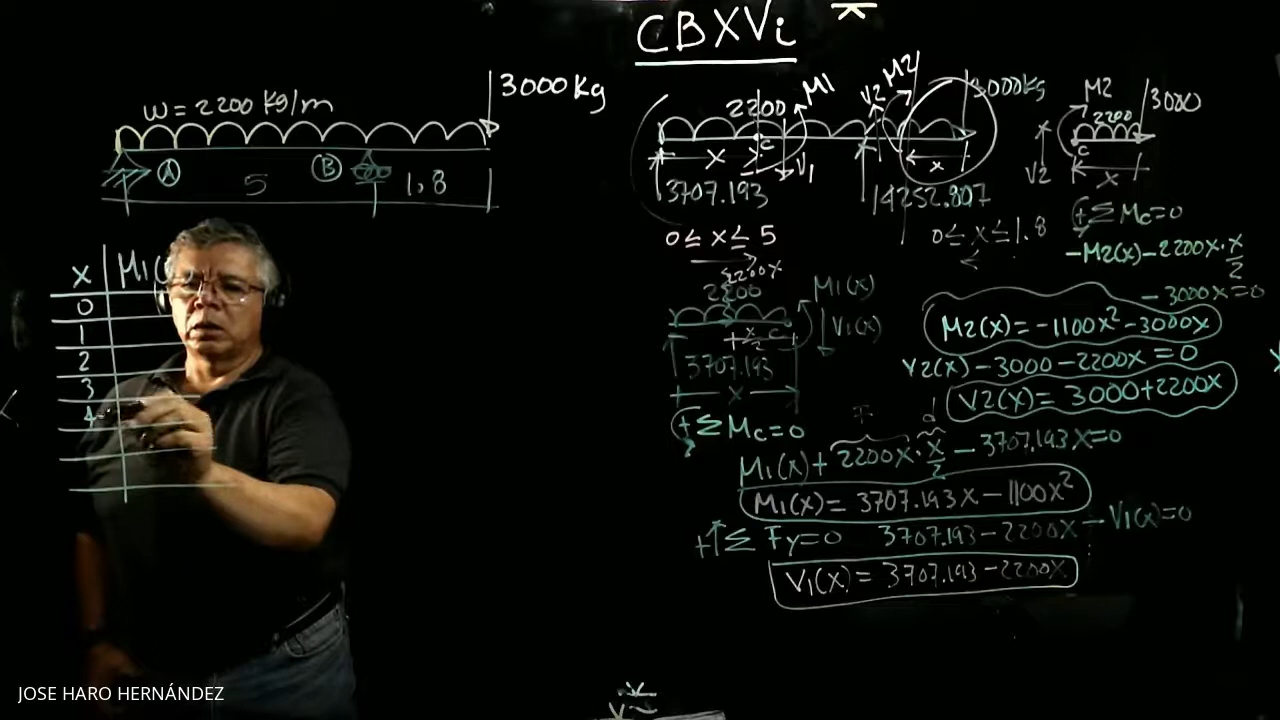 CBXVi
w = 2200 kg/m
3000 Kg
A
B
5
1,8
X
M1(
0
1
2
3
4
2200
M1
V2
M2
3000Kg
X
c
V1
x
3707.193
14252.807
0 ≤ x ≤ 5
0 ≤ x ≤ 1.8
M2
3000
2200
c
V2
X
+ΣMc=0
-M2(x)-2200x·x/2
-3000x=0
M2(x)=-1100x²-3000x
V2(x)-3000-2200x=0
V2(x)=3000+2200x
2200x
2200
M1(x)
V1(x)
x/2
c
3707.193
x
+ΣMc=0
F
d
M1(x)+2200x·x/2-3707.193x=0
M1(x)=3707.193x-1100x²
+↑Σ Fy=0 3707.193-2200x-V1(x)=0
V1(x)=3707.193-2200x
JOSE HARO HERNÁNDEZ